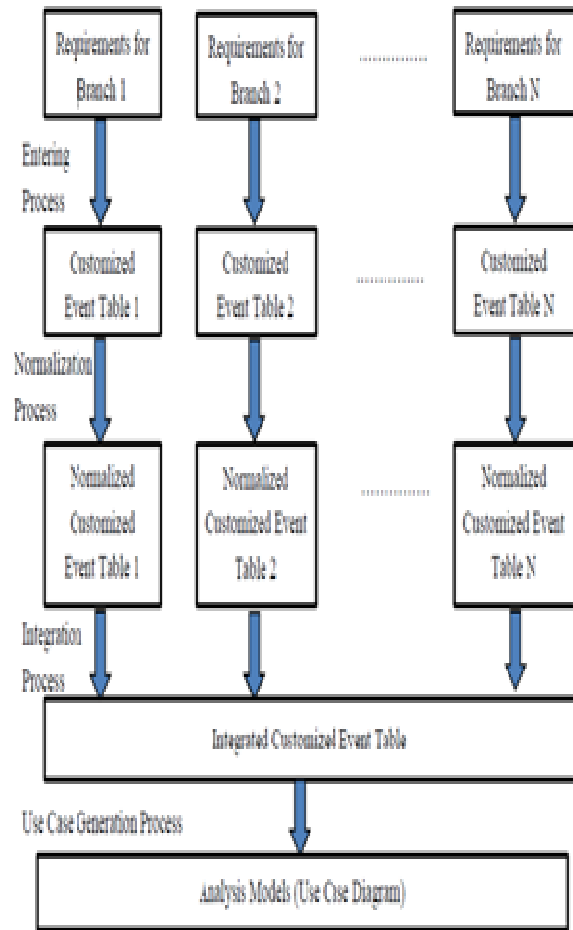 Requirements for
Branch 1
Requirements for
Branch 2
..................
Requirements for
Branch N
Entering
Process
Customized
Event Table 1
Customized
Event Table 2
..................
Customized
Event Table N
Normalization
Process
Normalized
Customized
Event Table 1
Normalized
Customized Event
Table 2
..................
Normalized
Customized Event
Table N
Integration
Process
Integrated Customized Event Table
Use Case Generation Process
Analysis Models (Use Case Diagram)